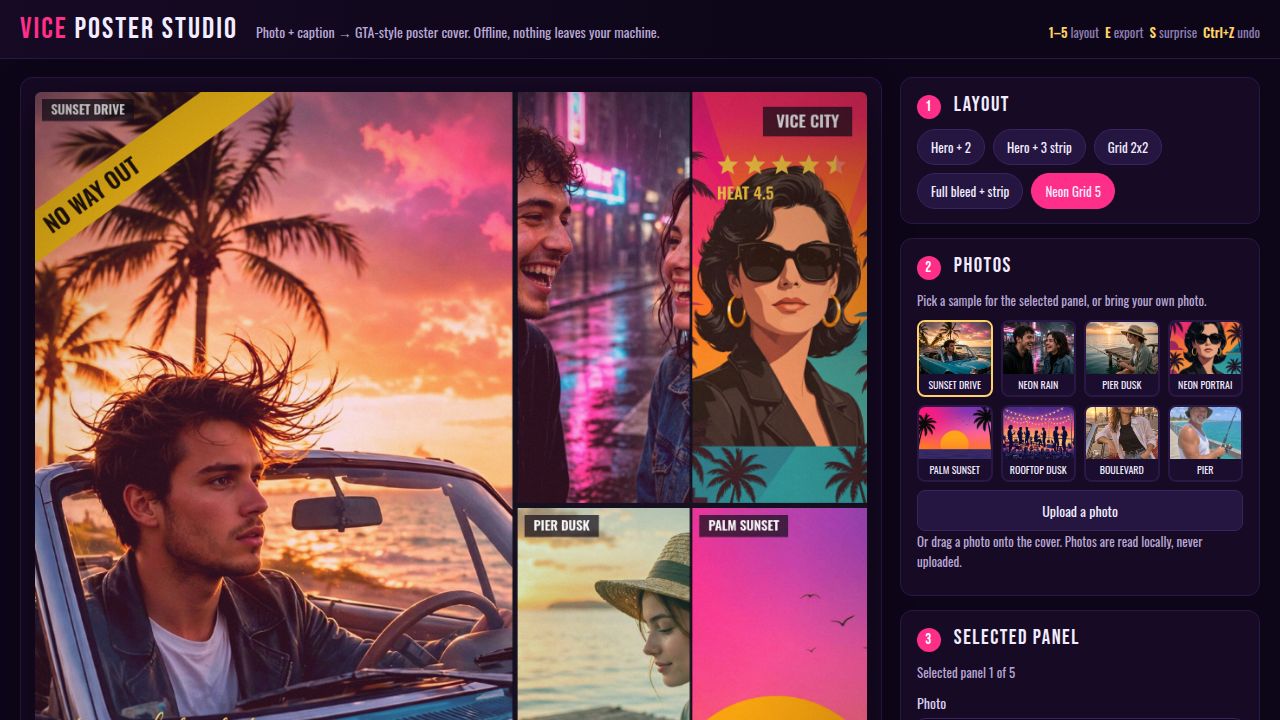 VICE POSTER STUDIO
Photo + caption → GTA-style poster cover. Offline, nothing leaves your machine.
1–5 layout E export S surprise Ctrl+Z undo
SUNSET DRIVE
NO WAY OUT
VICE CITY
HEAT 4.5
PIER DUSK
PALM SUNSET
1 LAYOUT
Hero + 2
Hero + 3 strip
Grid 2x2
Full bleed + strip
Neon Grid 5
2 PHOTOS
Pick a sample for the selected panel, or bring your own photo.
SUNSET DRIVE
NEON RAIN
PIER DUSK
NEON PORTRAI
PALM SUNSET
ROOFTOP DUSK
BOULEVARD
PIER
Upload a photo
Or drag a photo onto the cover. Photos are read locally, never
uploaded.
3 SELECTED PANEL
Selected panel 1 of 5
Photo